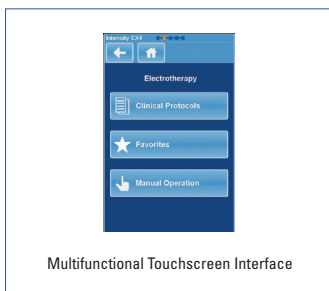 Intensity CX4
Electrotherapy
Clinical Protocols
Favorites
Manual Operation
Multifunctional Touchscreen Interface